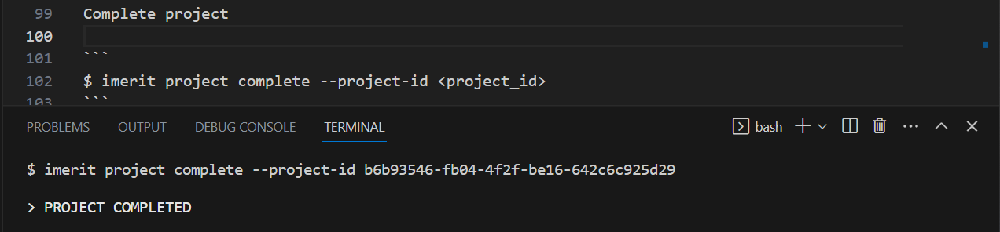 99 Complete project
100
101 ```
102 $ imerit project complete --project-id <project_id>
103 ```
PROBLEMS OUTPUT DEBUG CONSOLE TERMINAL bash
$ imerit project complete --project-id b6b93546-fb04-4f2f-be16-642c6c925d29
> PROJECT COMPLETED